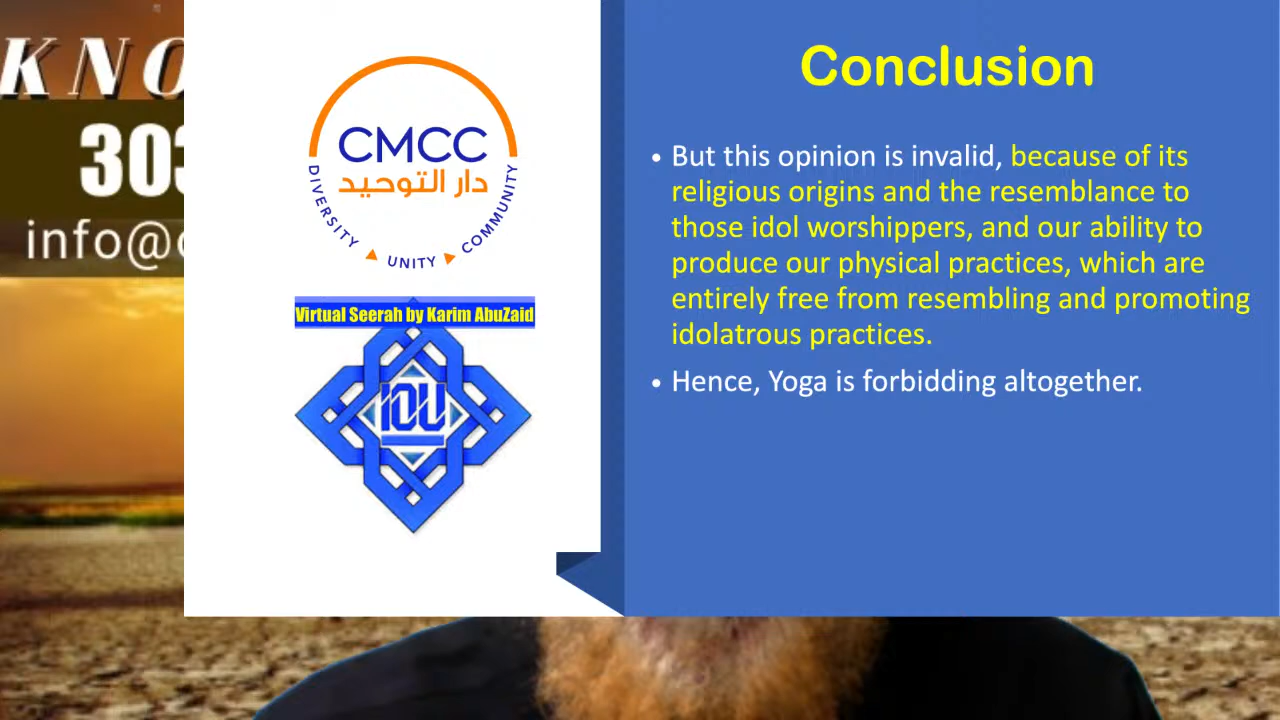 KNO
303
info@
CMCC
دار التوحيد
DIVERSITY UNITY COMMUNITY
Virtual Seerah by Karim AbuZaid
IOU
Conclusion
• But this opinion is invalid, because of its
religious origins and the resemblance to
those idol worshippers, and our ability to
produce our physical practices, which are
entirely free from resembling and promoting
idolatrous practices.
• Hence, Yoga is forbidding altogether.